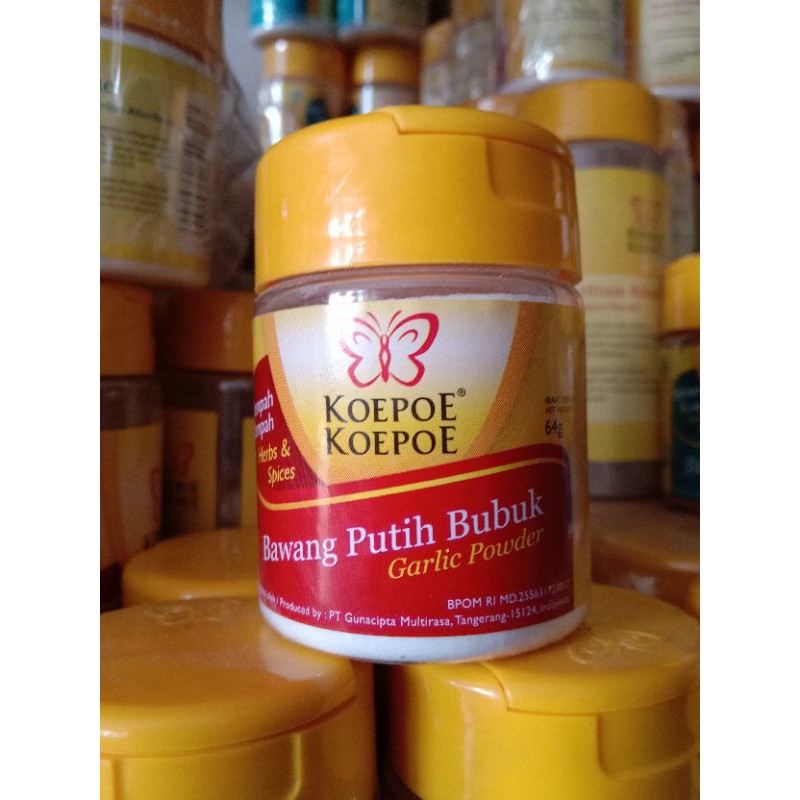 KOEPOE®
KOEPOE
Herbs &
Spices
64g
Bawang Putih Bubuk
Garlic Powder
BPOM RI MD.
/ Produced by : PT Gunacipta Multirasa, Tangerang-15124,